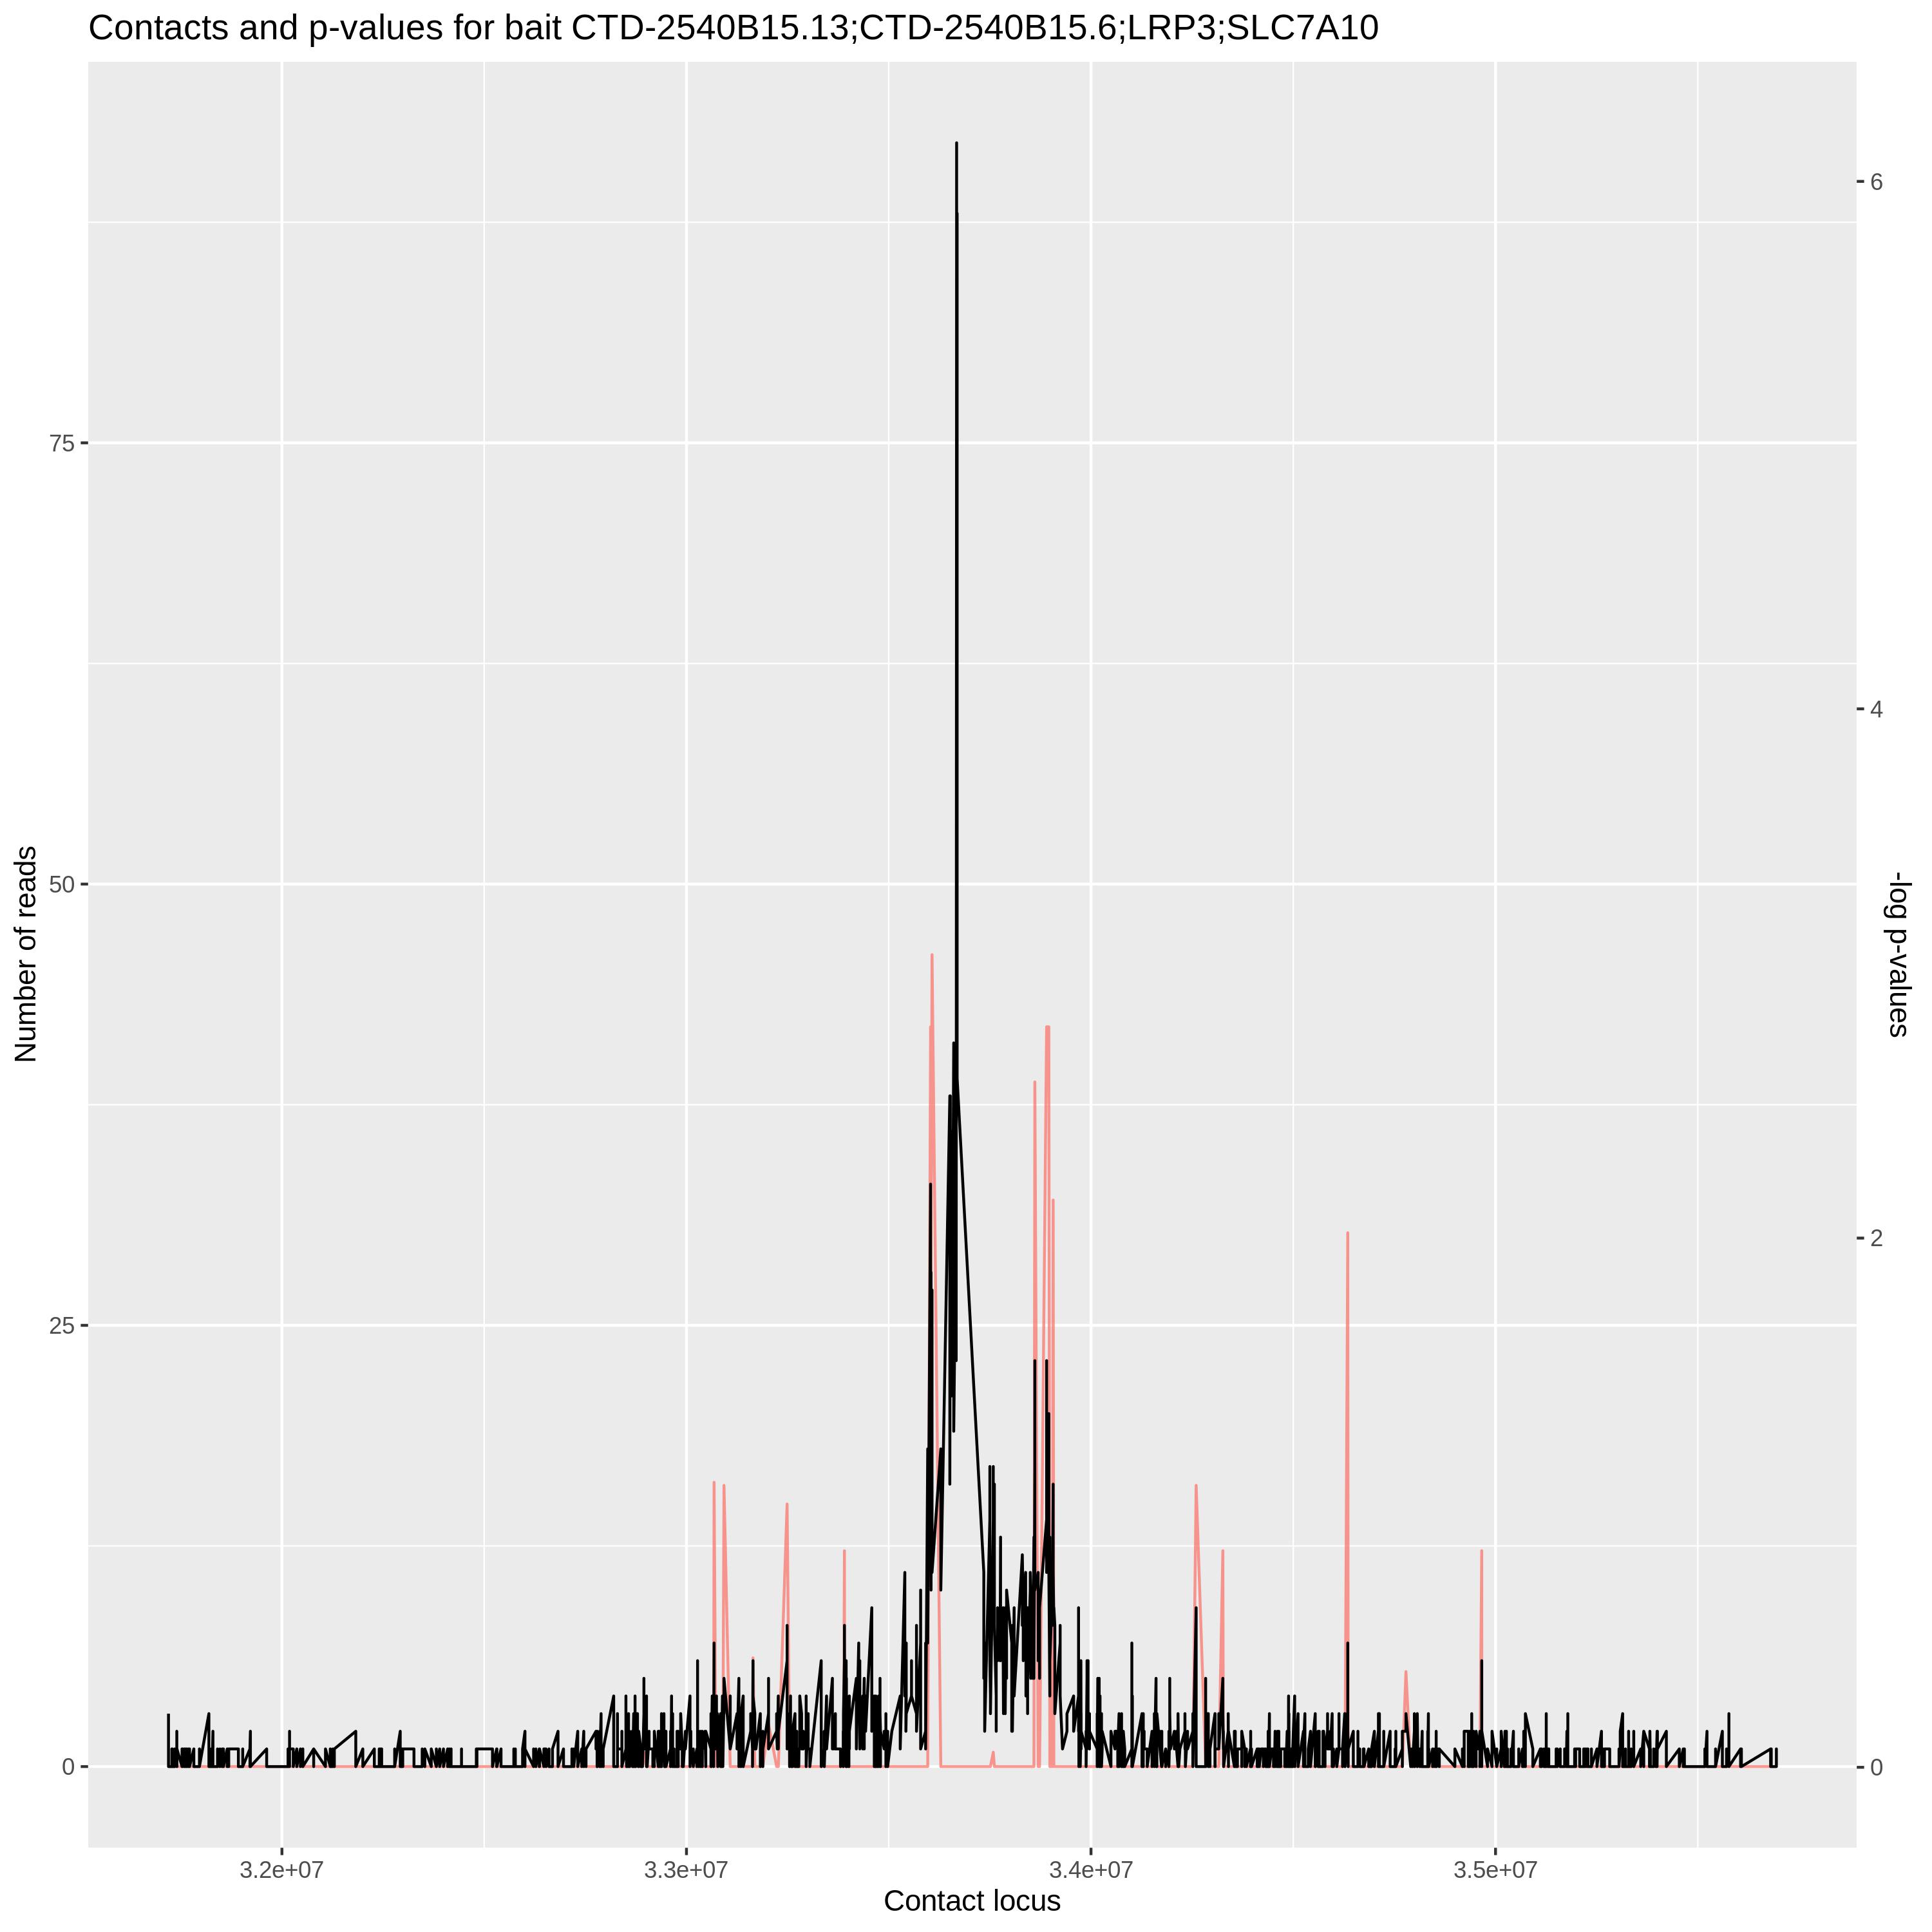 Contacts and p-values for bait CTD-2540B15.13;CTD-2540B15.6;LRP3;SLC7A10
Number of reads
75
50
25
0
6
4
2
0
-log p-values
3.2e+07
3.3e+07
3.4e+07
3.5e+07
Contact locus